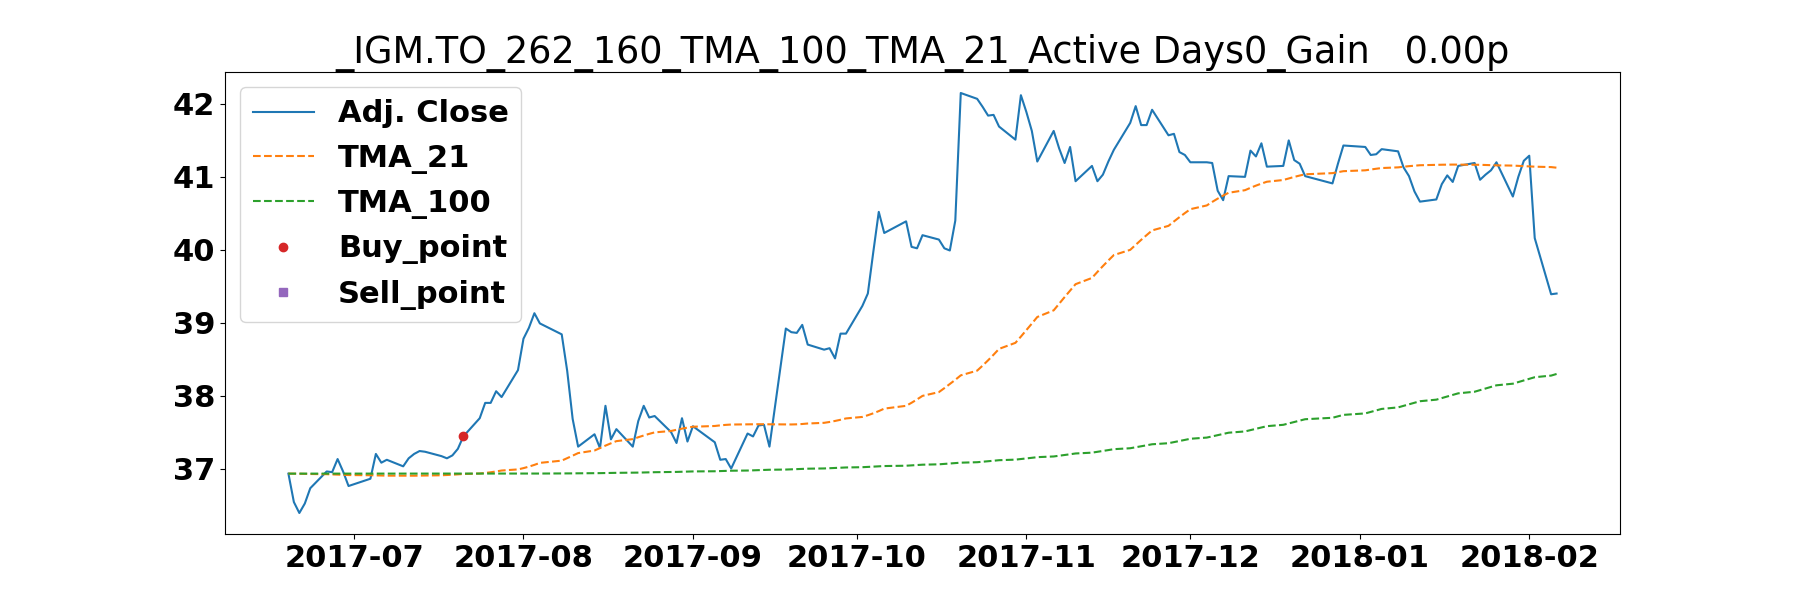 _IGM.TO_262_160_TMA_100_TMA_21_Active Days0_Gain   0.00p
42
41
40
39
38
37
Adj. Close
TMA_21
TMA_100
Buy_point
Sell_point
2017-07 2017-08 2017-09 2017-10 2017-11 2017-12 2018-01 2018-02